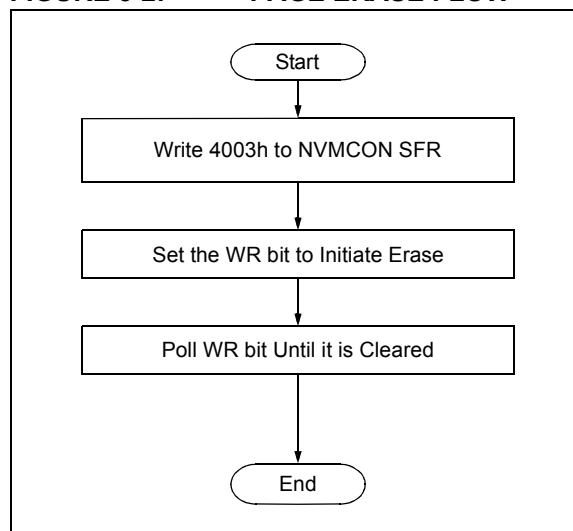 Start
Write 4003h to NVMCON SFR
Set the WR bit to Initiate Erase
Poll WR bit Until it is Cleared
End